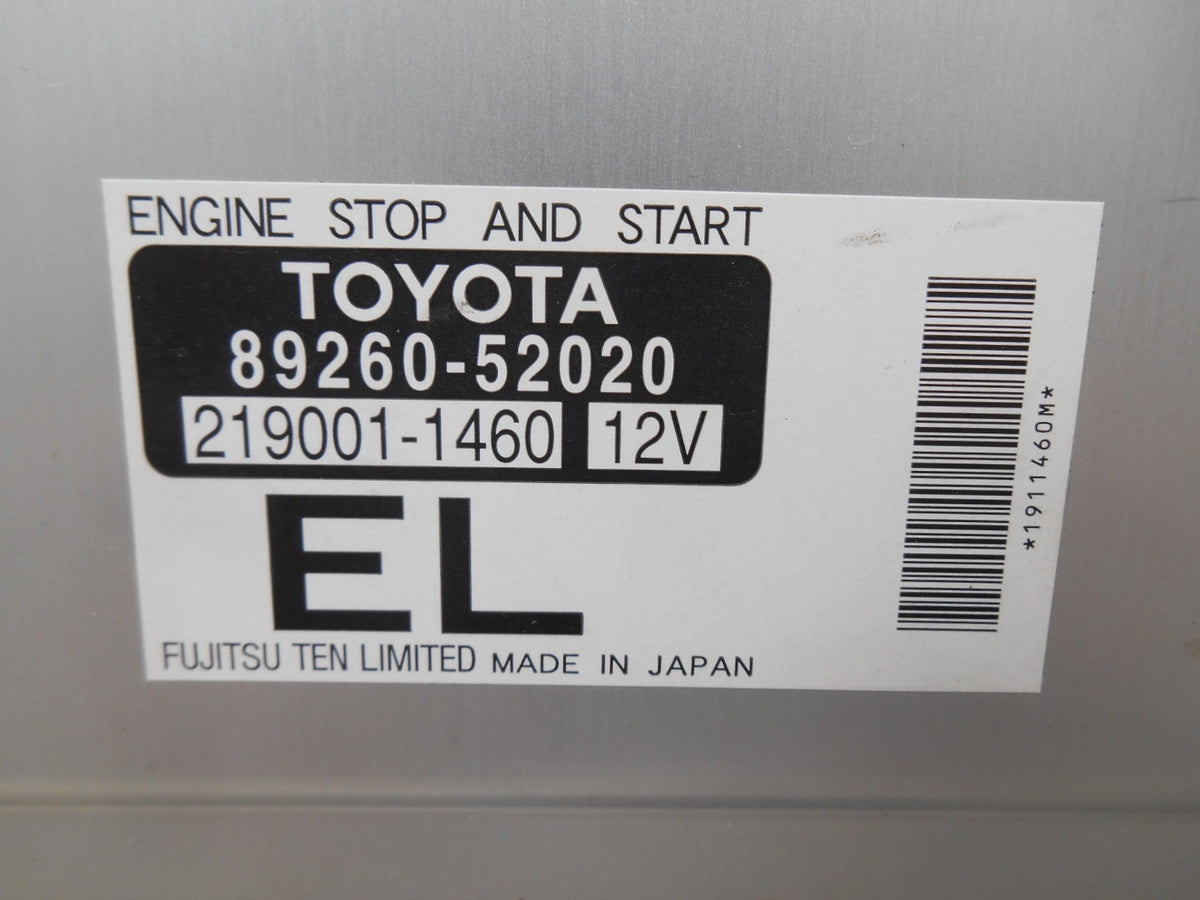 ENGINE STOP AND START
TOYOTA
89260-52020
219001-1460 12V
EL
FUJITSU TEN LIMITED MADE IN JAPAN
*1911460M*